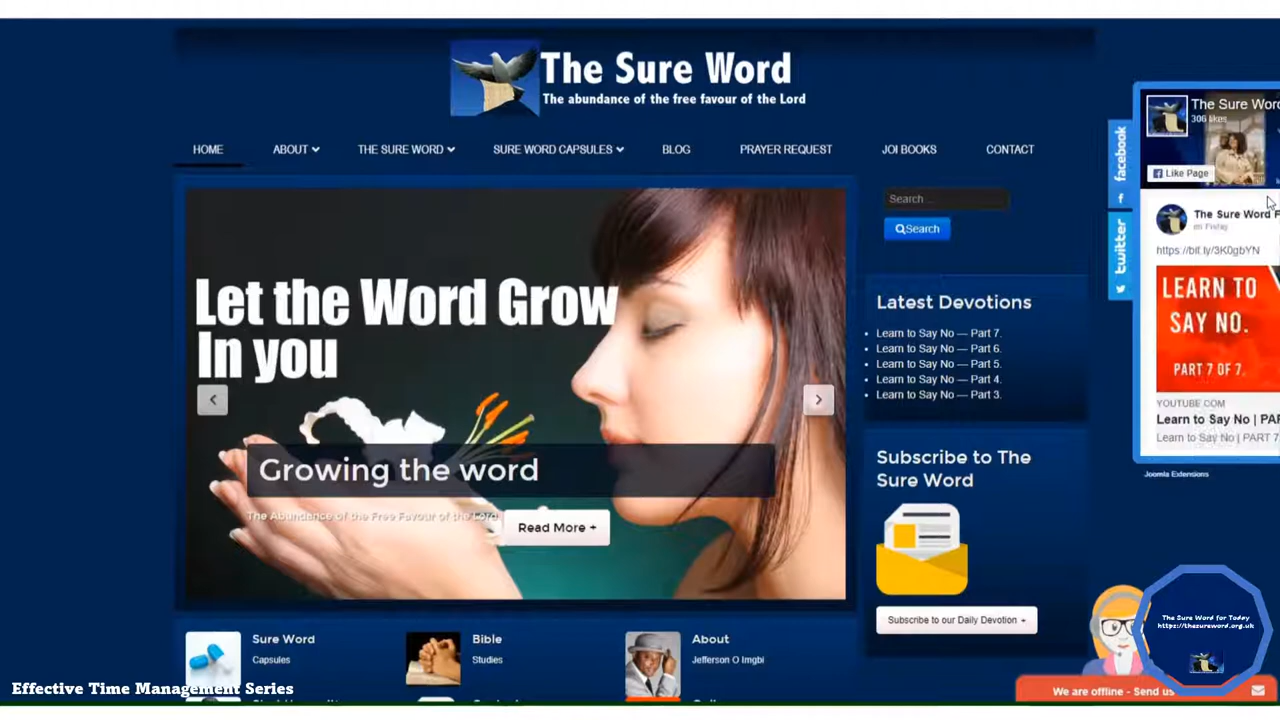 The Sure Word
The abundance of the free favour of the Lord
HOME
ABOUT
THE SURE WORD
SURE WORD CAPSULES
BLOG
PRAYER REQUEST
JOI BOOKS
CONTACT
Let the Word Grow
In you
Growing the word
The Abundance of the Free Favour of the Lord
Read More +
Search ...
Search
Latest Devotions
Learn to Say No — Part 7.
Learn to Say No — Part 6.
Learn to Say No — Part 5.
Learn to Say No — Part 4.
Learn to Say No — Part 3.
Subscribe to The
Sure Word
Subscribe to our Daily Devotion +
facebook
twitter
The Sure Word
306 likes
Like Page
The Sure Word F
on Friday
https://bit.ly/3K0gbYN
LEARN TO
SAY NO.
PART 7 OF 7.
YOUTUBE.COM
Learn to Say No | PAR
Learn to Say No | PART 7
Joomla Extensions
Sure Word
Capsules
Bible
Studies
About
Jefferson O Imgbi
The Sure Word for Today
https://thesureword.org.uk
We are offline - Send us
Effective Time Management Series